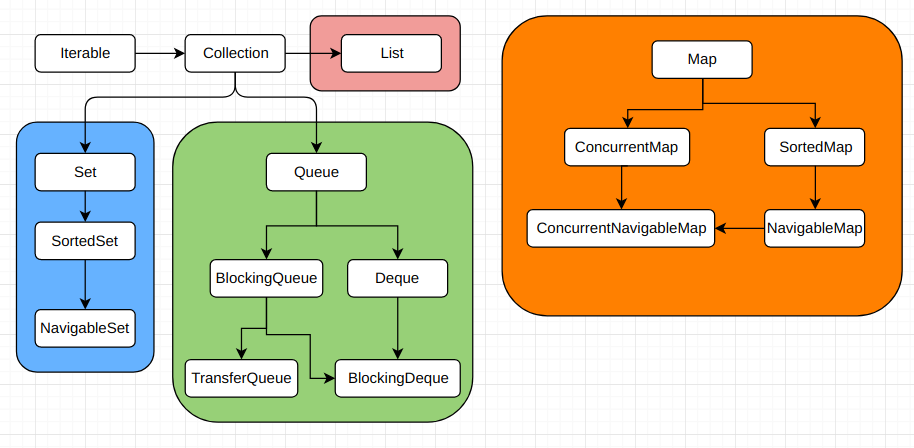 Iterable
Collection
List
Set
SortedSet
NavigableSet
Queue
BlockingQueue
Deque
TransferQueue
BlockingDeque
Map
ConcurrentMap
SortedMap
ConcurrentNavigableMap
NavigableMap